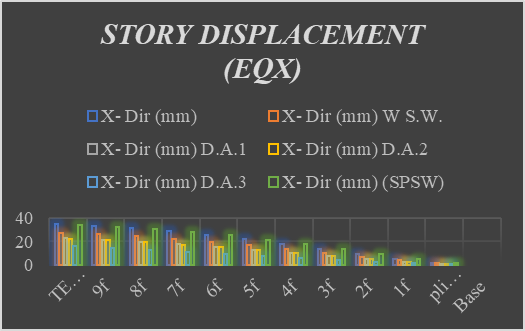 STORY DISPLACEMENT
(EQX)
X- Dir (mm) X- Dir (mm) W S.W.
X- Dir (mm) D.A.1 X- Dir (mm) D.A.2
X- Dir (mm) D.A.3 X- Dir (mm) (SPSW)
40
20
0
TE… 9f 8f 7f 6f 5f 4f 3f 2f 1f pli… Base